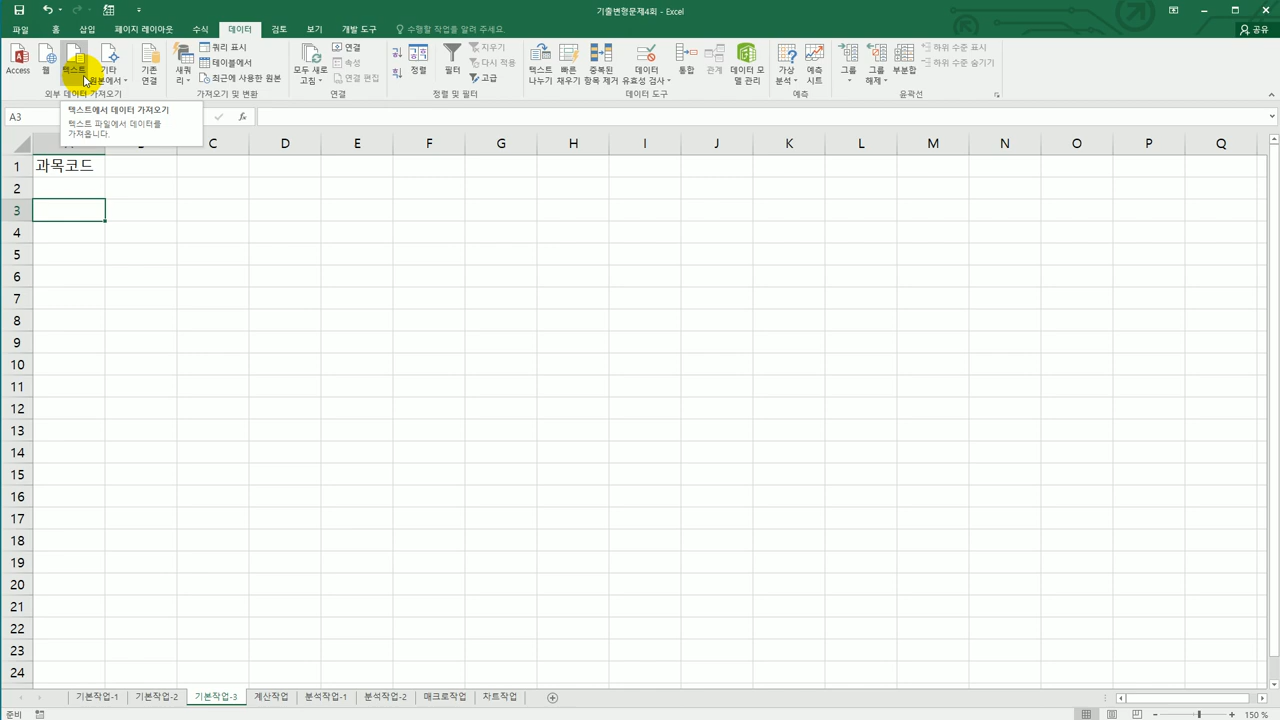 기출변형문제4회 - Excel
파일 홈 삽입 페이지 레이아웃 수식 데이터 검토 보기 개발 도구 수행할 작업을 알려 주세요. 공유
Access 웹 텍스트 기타 원본에서 기존 연결
외부 데이터 가져오기
새 쿼리 쿼리 표시 테이블에서 최근에 사용한 원본
가져오기 및 변환
모두 새로 고침 연결 속성 연결 편집
연결
정렬 필터 지우기 다시 적용 고급
정렬 및 필터
텍스트 나누기 빠른 채우기 중복된 항목 제거 데이터 유효성 검사 통합 관계 데이터 모델 관리
데이터 도구
가상 분석 예측 시트
예측
그룹 그룹 해제 부분합 하위 수준 표시 하위 수준 숨기기
윤곽선
텍스트에서 데이터 가져오기
텍스트 파일에서 데이터를
가져옵니다.
A3 fx
C D E F G H I J K L M N O P Q
1 과목코드
2
3
4
5
6
7
8
9
10
11
12
13
14
15
16
17
18
19
20
21
22
23
24
기본작업-1 기본작업-2 기본작업-3 계산작업 분석작업-1 분석작업-2 매크로작업 차트작업
준비 150 %